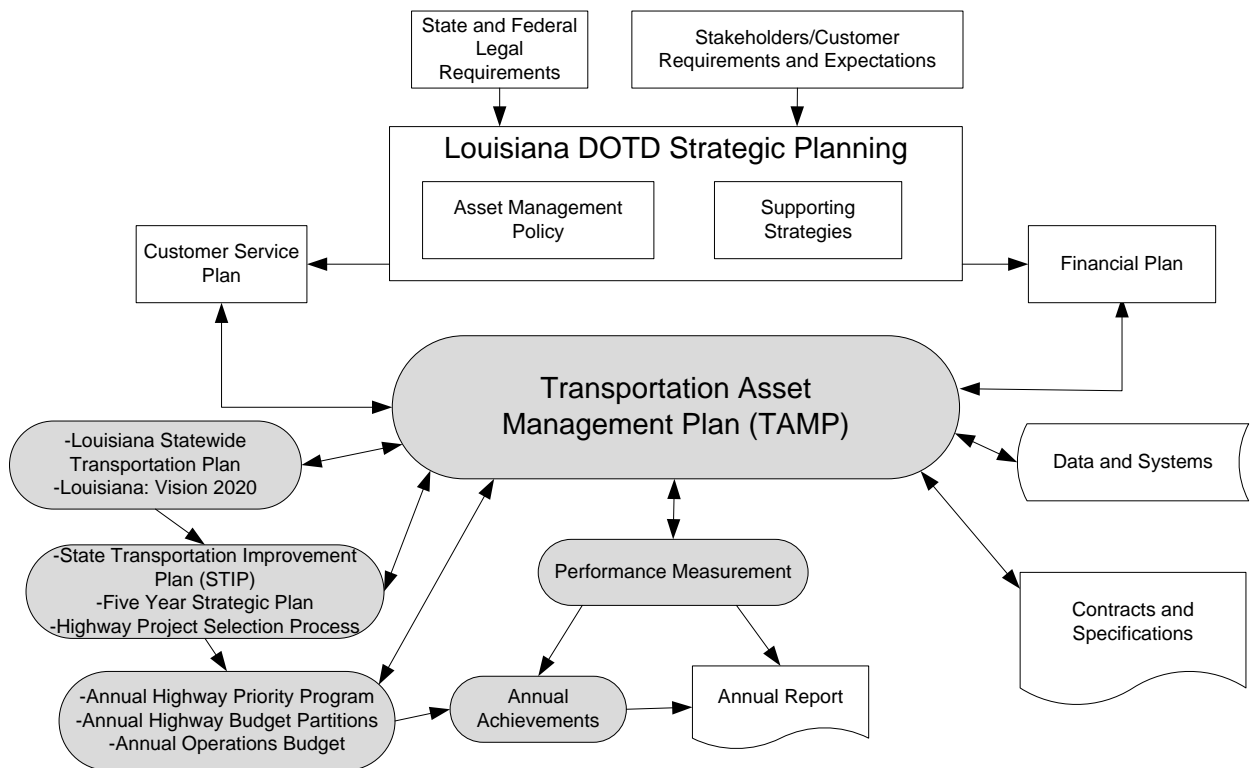 State and Federal
Legal
Requirements
Stakeholders/Customer
Requirements and Expectations
Louisiana DOTD Strategic Planning
Asset Management
Policy
Supporting
Strategies
Customer Service
Plan
Financial Plan
Transportation Asset
Management Plan (TAMP)
-Louisiana Statewide
Transportation Plan
-Louisiana: Vision 2020
Data and Systems
-State Transportation Improvement
Plan (STIP)
-Five Year Strategic Plan
-Highway Project Selection Process
Performance Measurement
Contracts and
Specifications
-Annual Highway Priority Program
-Annual Highway Budget Partitions
-Annual Operations Budget
Annual
Achievements
Annual Report